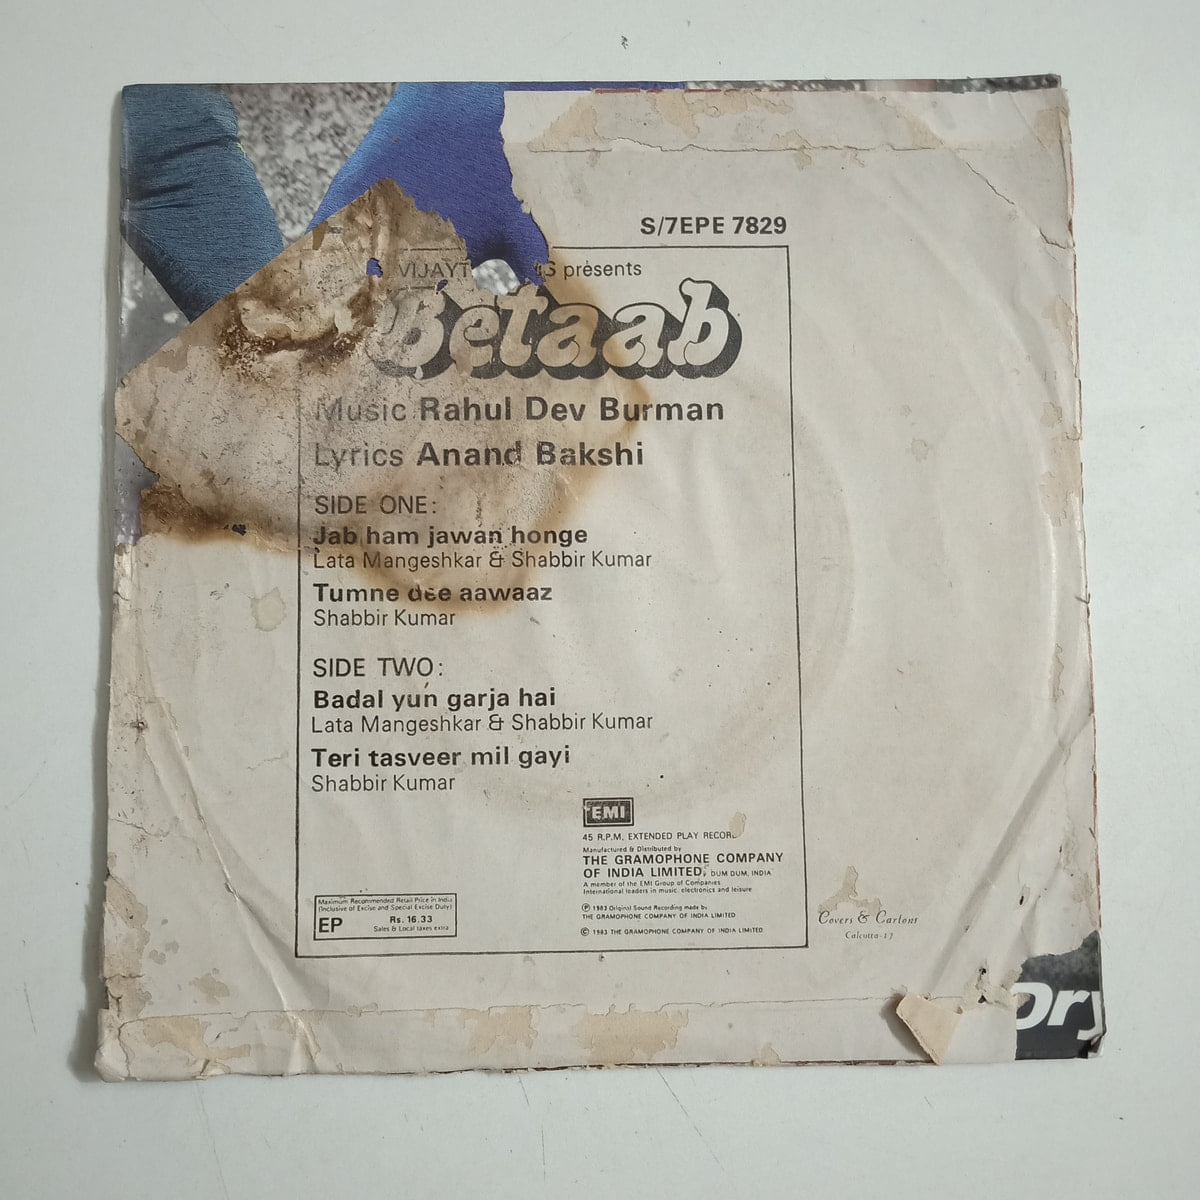 S/7EPE 7829
presents
Betaab
Music Rahul Dev Burman
Lyrics Anand Bakshi
SIDE ONE:
Jab ham jawan honge
Lata Mangeshkar & Shabbir Kumar
Tumne dee aawaaz
Shabbir Kumar
SIDE TWO:
Badal yun garja hai
Lata Mangeshkar & Shabbir Kumar
Teri tasveer mil gayi
Shabbir Kumar
EMI
45 R.P.M. EXTENDED PLAY RECORD
Manufactured & Distributed by
THE GRAMOPHONE COMPANY
OF INDIA LIMITED, DUM DUM, INDIA
A member of the EMI Group of Companies
International leaders in music, electronics and leisure
℗ 1983 Original Sound Recording made by
THE GRAMOPHONE COMPANY OF INDIA LIMITED
© 1983 THE GRAMOPHONE COMPANY OF INDIA LIMITED
Maximum Recommended Retail Price in India
(Inclusive of Excise and Special Excise Duty)
EP Rs. 16.33
Sales & Local taxes extra
Covers & Cartons
Calcutta-17